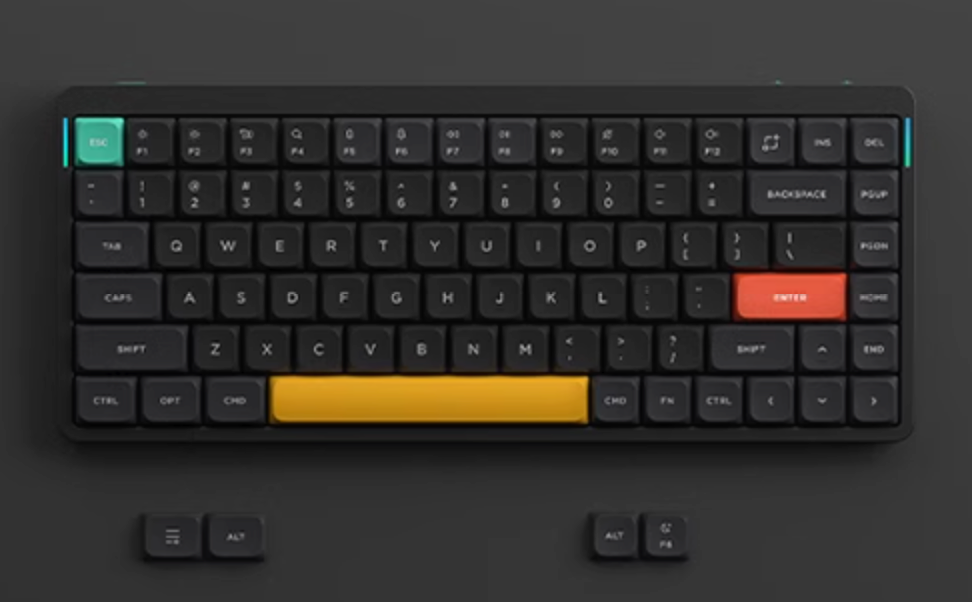 ESC F1 F2 F3 F4 F5 F6 F7 F8 F9 F10 F11 F12 INS DEL
! @ # $ % ^ & * ( ) — +
1 2 3 4 5 6 7 8 9 0 - = BACKSPACE PGUP
TAB Q W E R T Y U I O P { [ } ] | \ PGDN
CAPS A S D F G H J K L : ; " ' ENTER HOME
SHIFT Z X C V B N M < , > . ? / SHIFT ^ END
CTRL OPT CMD CMD FN CTRL < >
ALT ALT F6